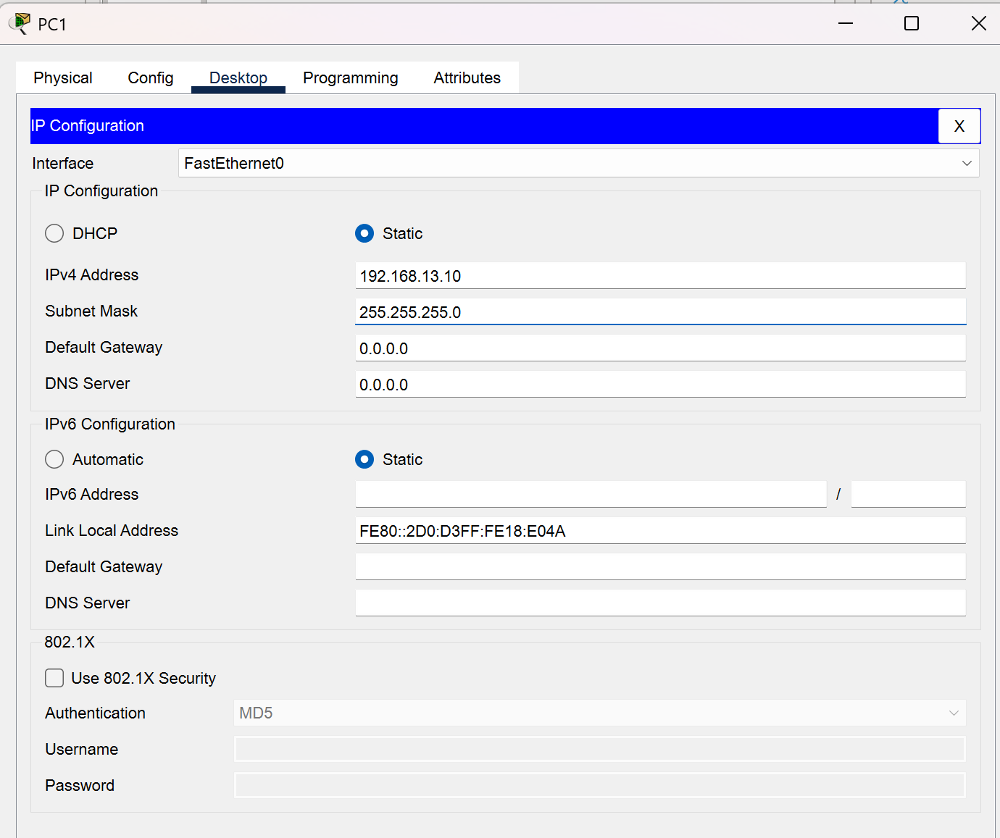 PC1
Physical Config Desktop Programming Attributes
IP Configuration X
Interface FastEthernet0
IP Configuration
DHCP Static
IPv4 Address 192.168.13.10
Subnet Mask 255.255.255.0
Default Gateway 0.0.0.0
DNS Server 0.0.0.0
IPv6 Configuration
Automatic Static
IPv6 Address /
Link Local Address FE80::2D0:D3FF:FE18:E04A
Default Gateway
DNS Server
802.1X
Use 802.1X Security
Authentication MD5
Username
Password